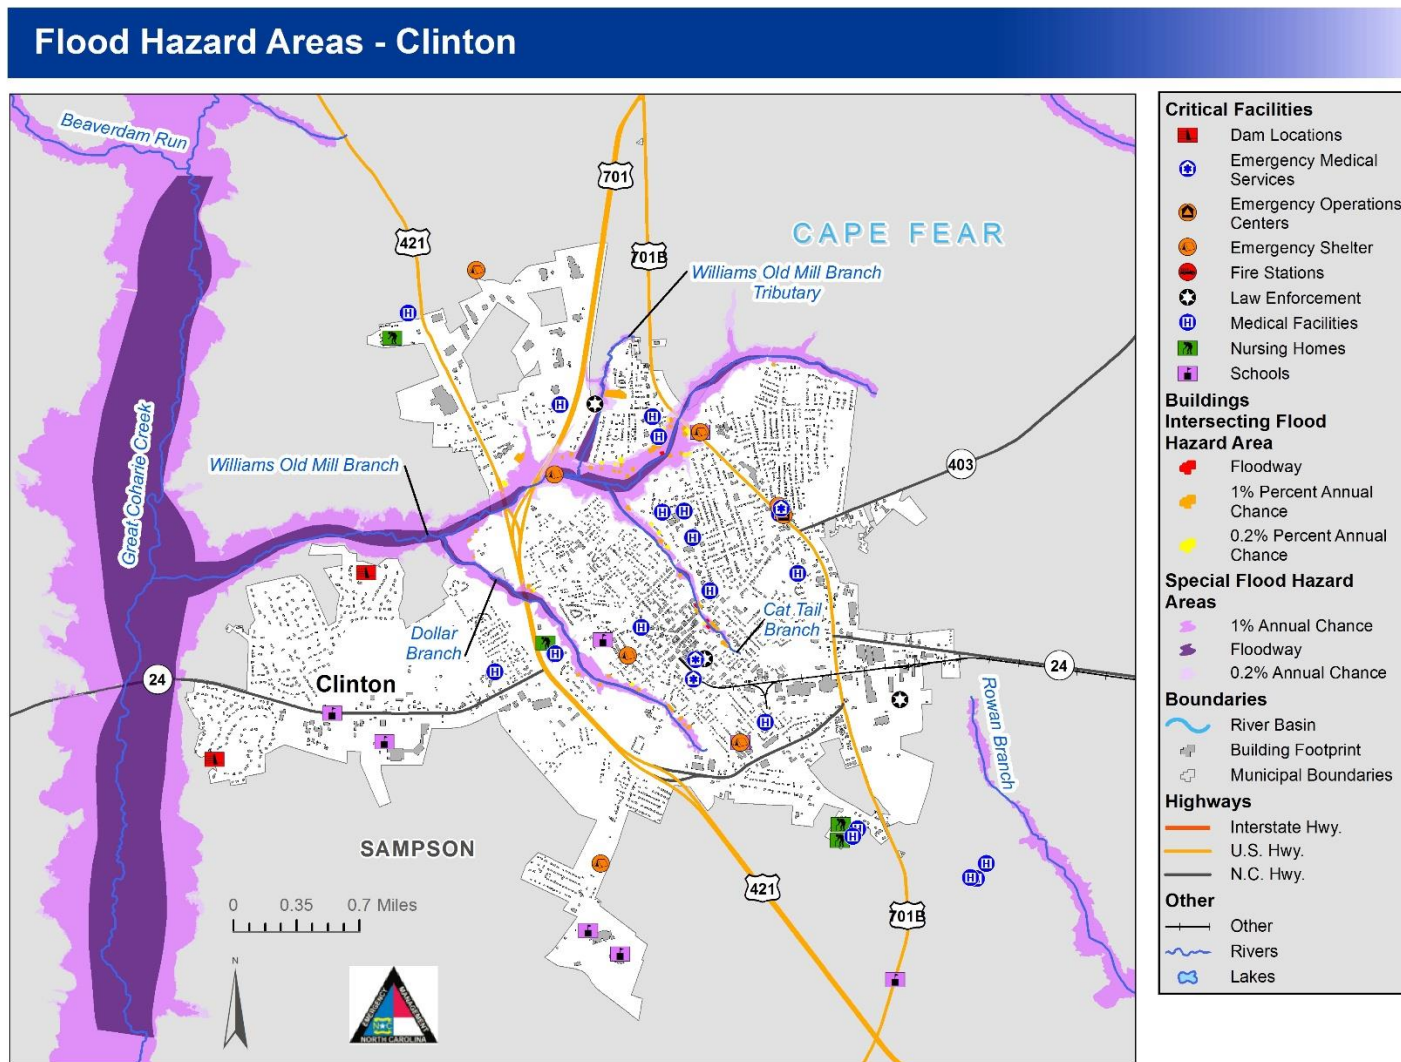 Flood Hazard Areas - Clinton
Beaverdam Run
701
421
701B
CAPE FEAR
Williams Old Mill Branch
Tributary
Williams Old Mill Branch
403
Great Coharie Creek
Cat Tail
Branch
Dollar
Branch
24
24
Clinton
Rowan Branch
SAMPSON
421
701B
0 0.35 0.7 Miles
N
EMERGENCY
MANAGEMENT
NC
NORTH CAROLINA
Critical Facilities
Dam Locations
Emergency Medical
Services
Emergency Operations
Centers
Emergency Shelter
Fire Stations
Law Enforcement
Medical Facilities
Nursing Homes
Schools
Buildings
Intersecting Flood
Hazard Area
Floodway
1% Percent Annual
Chance
0.2% Percent Annual
Chance
Special Flood Hazard
Areas
1% Annual Chance
Floodway
0.2% Annual Chance
Boundaries
River Basin
Building Footprint
Municipal Boundaries
Highways
Interstate Hwy.
U.S. Hwy.
N.C. Hwy.
Other
Other
Rivers
Lakes